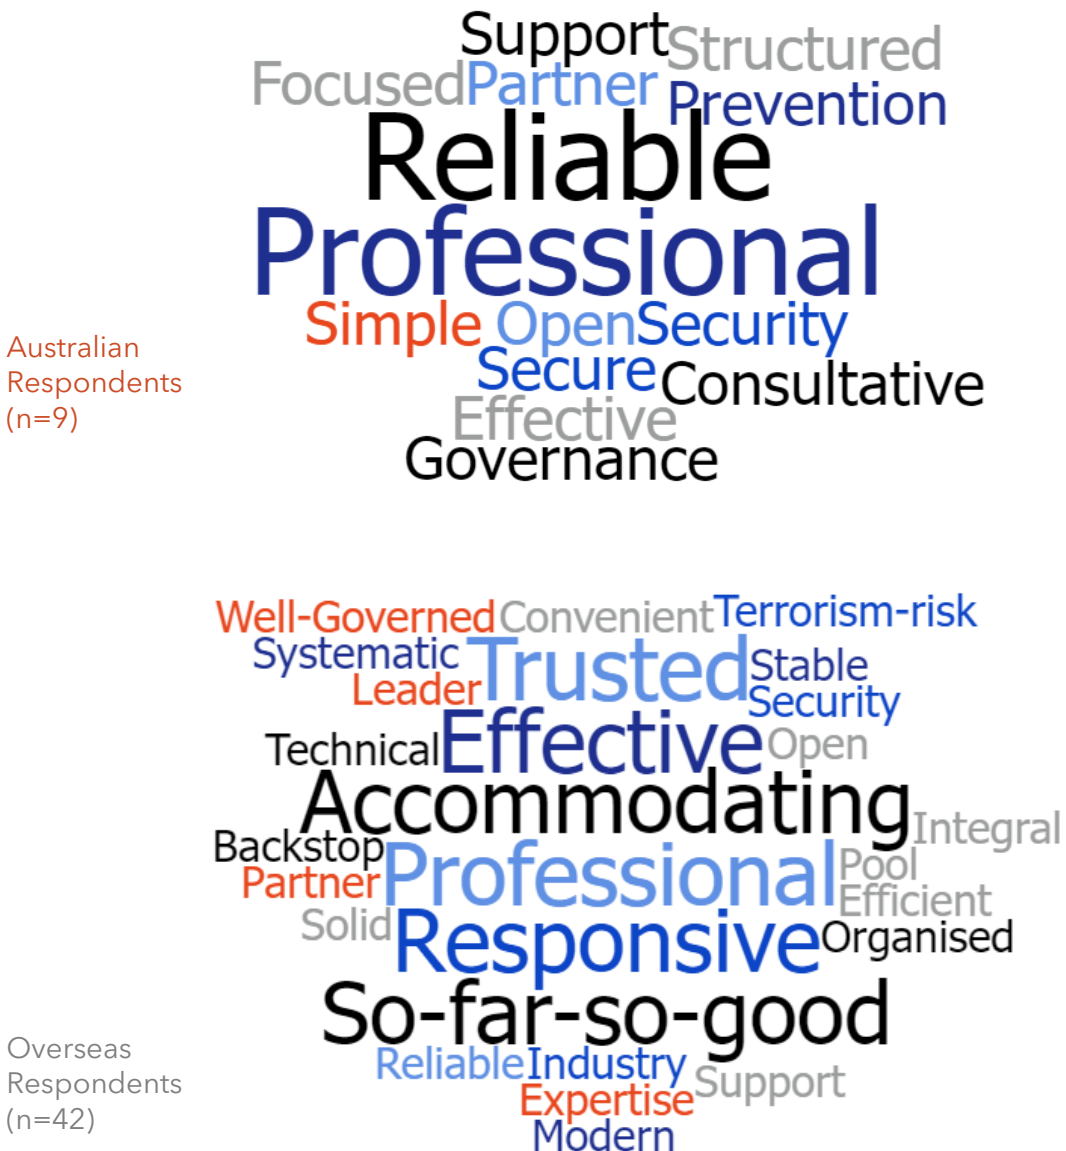 Support Structured
Focused Partner Prevention
Reliable
Professional
Simple Open Security
Australian
Respondents
(n=9)
Secure Consultative
Effective
Governance
Well-Governed Convenient Terrorism-risk
Systematic Trusted Stable
Leader Security
Technical Effective Open
Accommodating Integral
Backstop Professional Pool
Partner Efficient
Solid Responsive Organised
So-far-so-good
Overseas
Respondents
(n=42)
Reliable Industry Support
Expertise
Modern